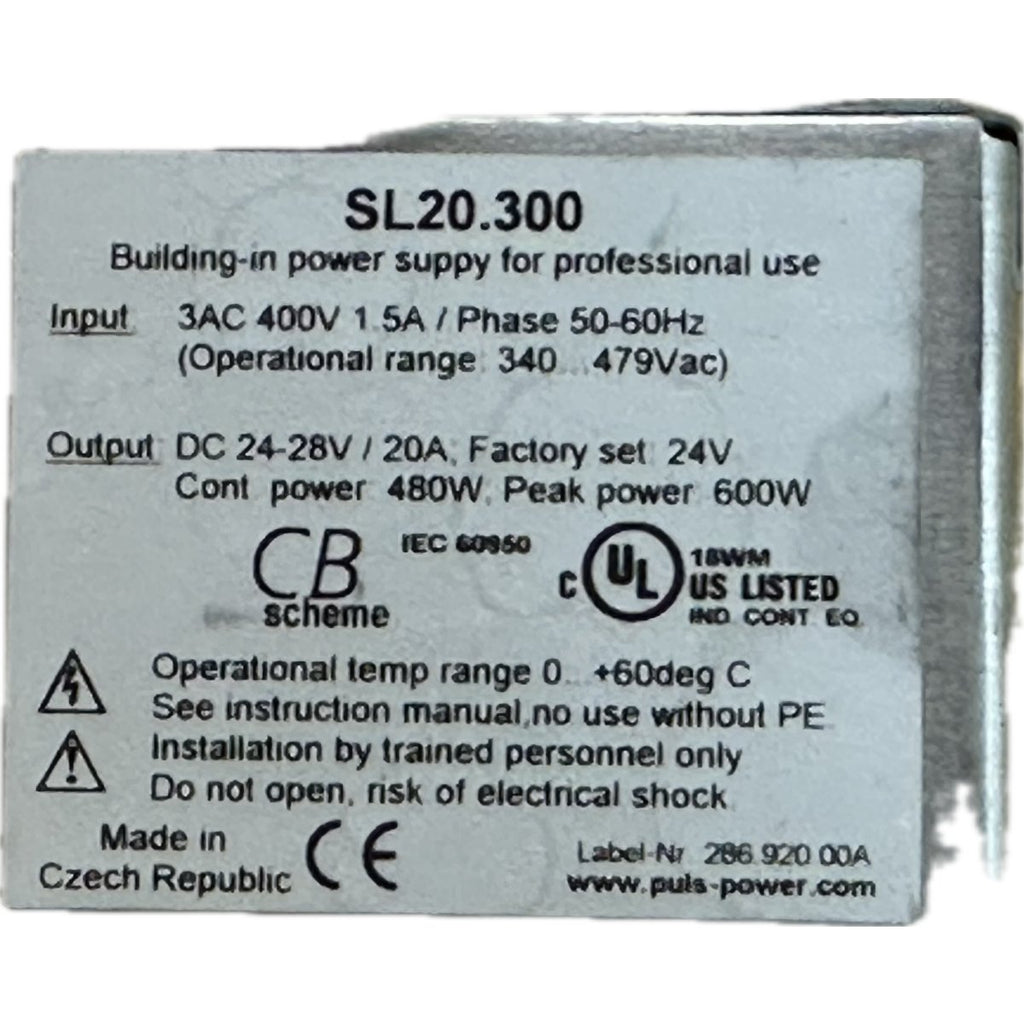 SL20.300
Building-in power suppy for professional use
Input 3AC 400V 1.5A / Phase 50-60Hz
(Operational range: 340...479Vac)
Output DC 24-28V / 20A; Factory set: 24V
Cont. power: 480W, Peak power: 600W
CB scheme
IEC 60950
C UL US LISTED
18WM
IND. CONT. EQ.
Operational temp range 0...+60deg C
See instruction manual,no use without PE.
Installation by trained personnel only
Do not open, risk of electrical shock
Made in
Czech Republic
CE
Label-Nr. 286.920.00A
www.puls-power.com